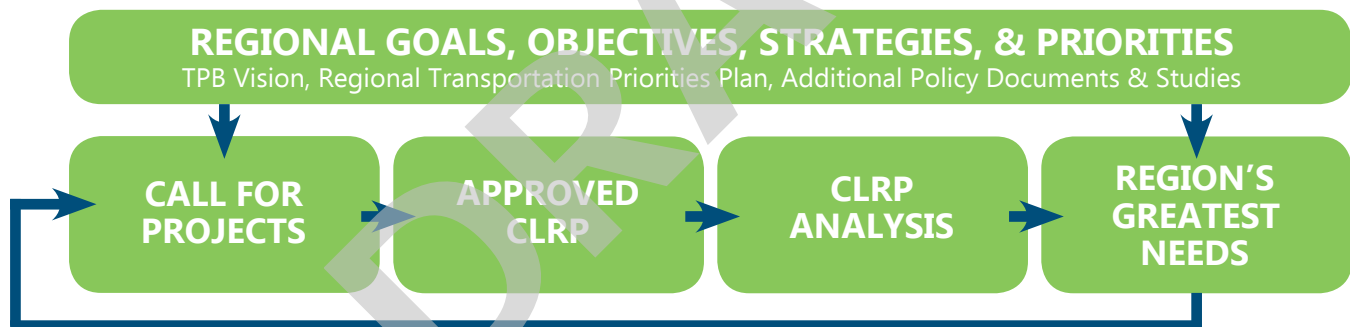 REGIONAL GOALS, OBJECTIVES, STRATEGIES, & PRIORITIES
TPB Vision, Regional Transportation Priorities Plan, Additional Policy Documents & Studies
CALL FOR
PROJECTS
APPROVED
CLRP
CLRP
ANALYSIS
REGION’S
GREATEST
NEEDS
DRA